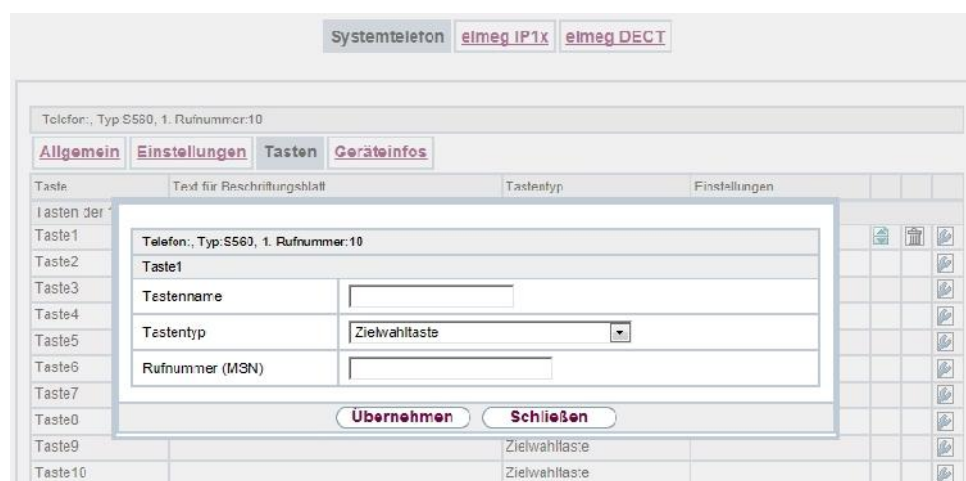 Systemtelefon elmeg IP1x elmeg DECT
Telefon:, Typ:S560, 1. Rufnummer:10
Allgemein Einstellungen Tasten Geräteinfos
Taste Text für Beschriftungsblatt Tastentyp Einstellungen
Tasten der
Taste1
Taste2
Taste3
Taste4
Taste5
Taste6
Taste7
Taste8
Taste9 Zielwahltaste
Taste10 Zielwahltaste
Telefon:, Typ:S560, 1. Rufnummer:10
Taste1
Tastenname
Tastentyp Zielwahltaste
Rufnummer (MSN)
Übernehmen Schließen